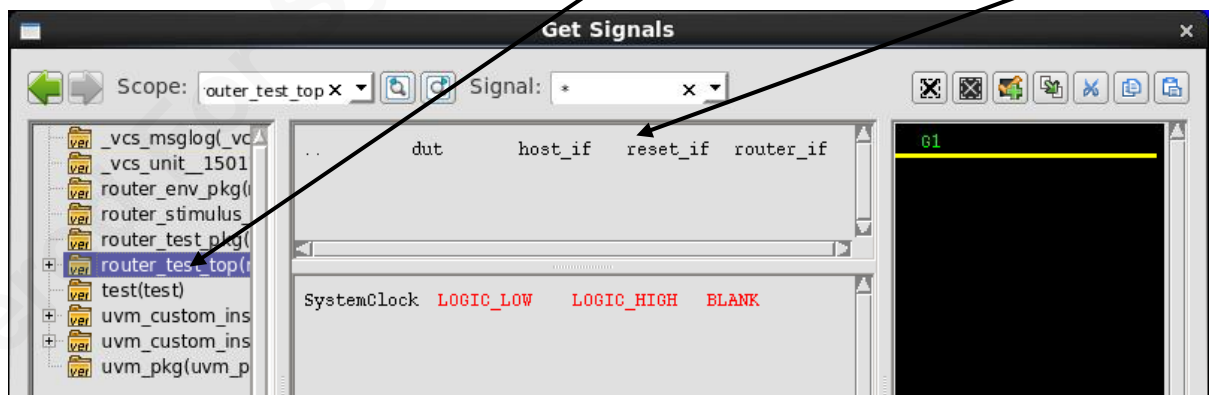 Get Signals
Scope: outer_test_top Signal: *
_vcs_msglog(_vc
_vcs_unit__1501
router_env_pkg(
router_stimulus_
router_test_pkg(
router_test_top(
test(test)
uvm_custom_ins
uvm_custom_ins
uvm_pkg(uvm_p
.. dut host_if reset_if router_if
SystemClock LOGIC_LOW LOGIC_HIGH BLANK
G1